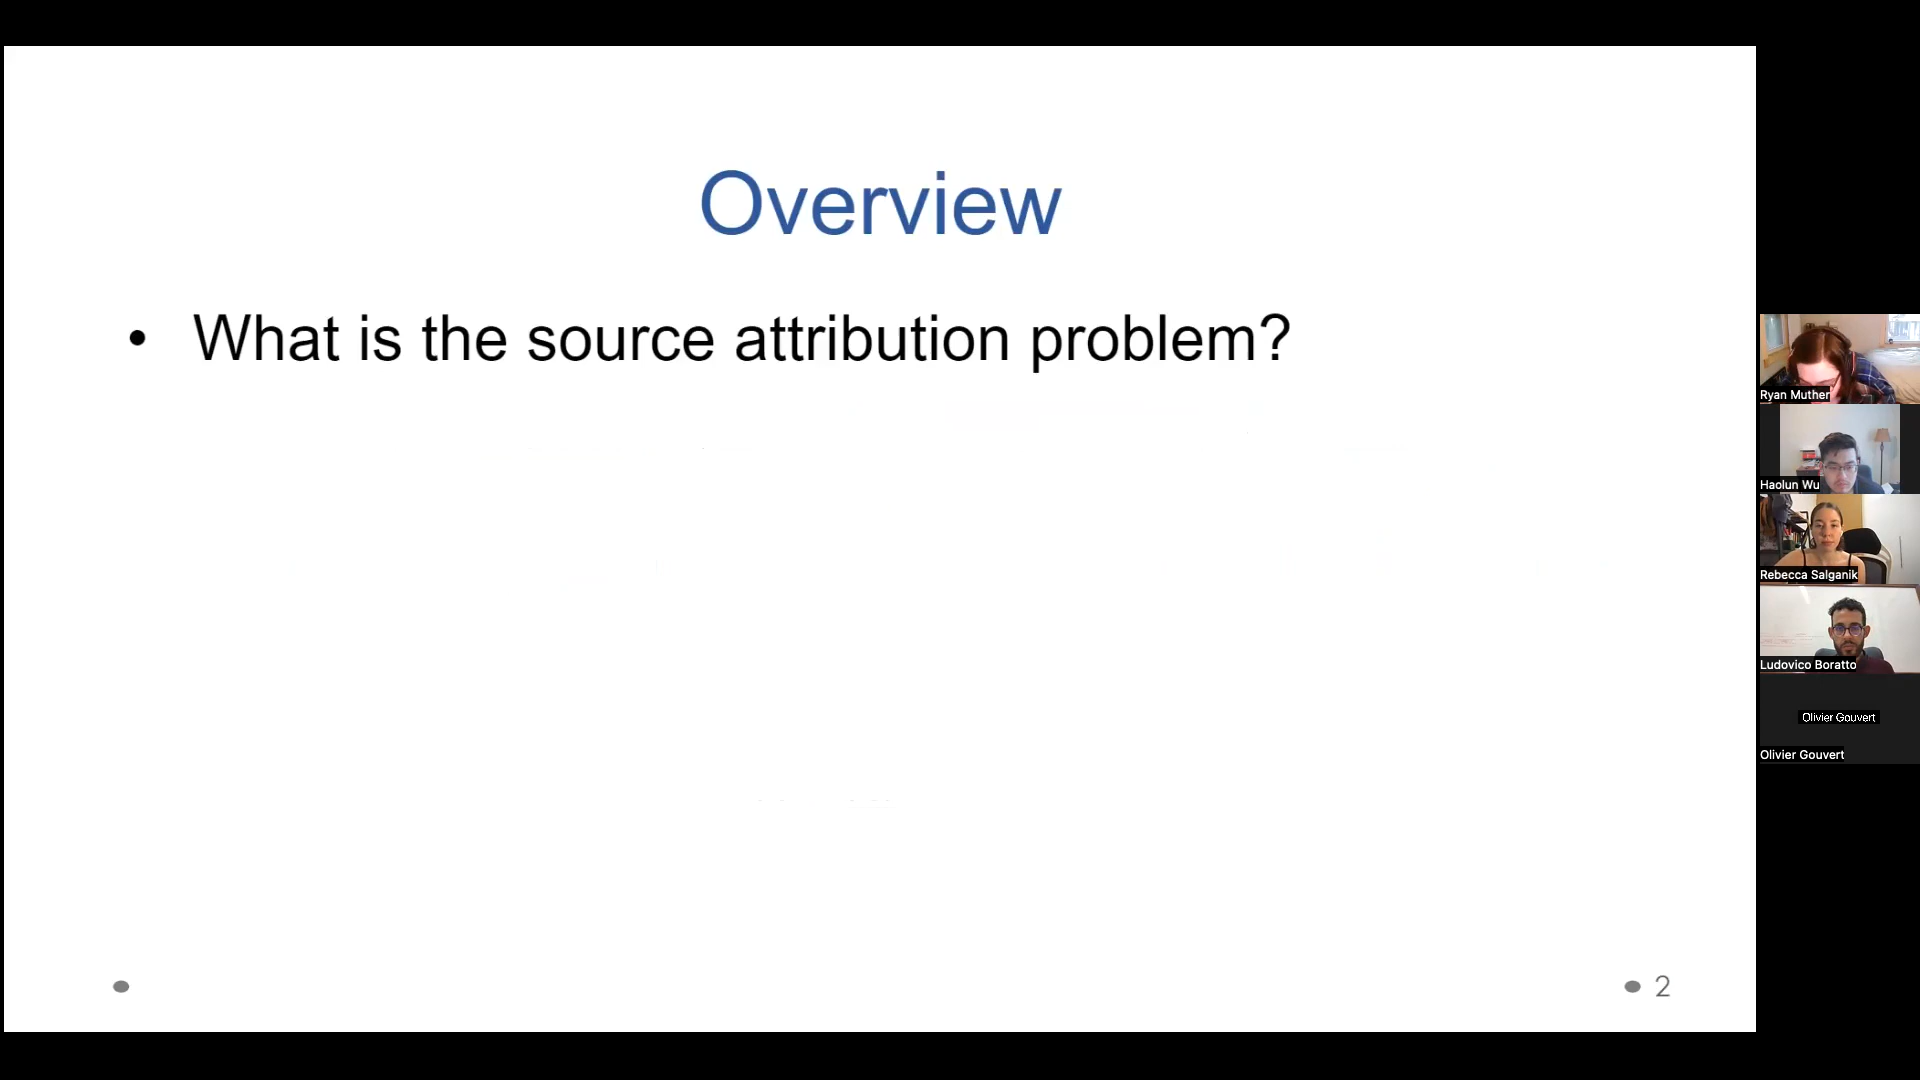 Overview
• What is the source attribution problem?
2
Ryan Muther
Haolun Wu
Rebecca Salganik
Ludovico Boratto
Olivier Gouvert
Olivier Gouvert